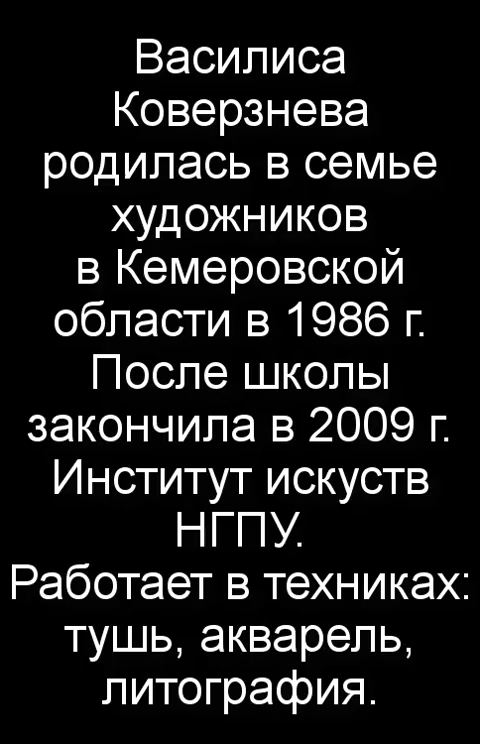 Василиса
Коверзнева
родилась в семье
художников
в Кемеровской
области в 1986 г.
После школы
закончила в 2009 г.
Институт искуств
НГПУ.
Работает в техниках:
тушь, акварель,
литография.